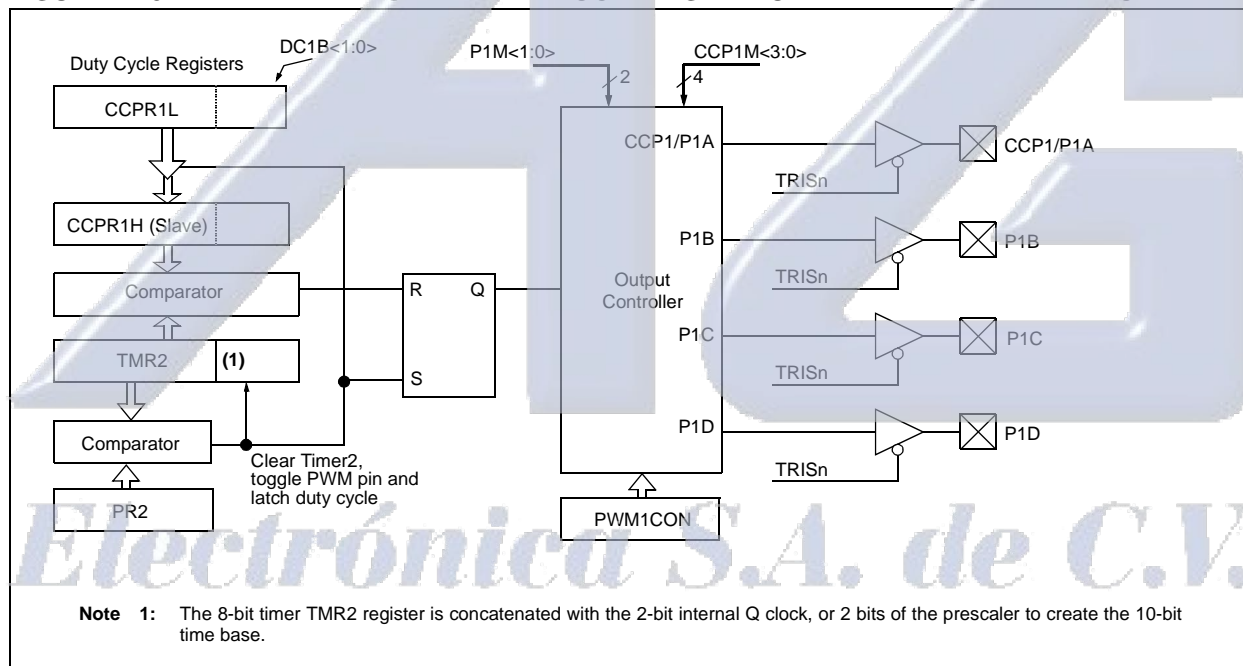 DC1B<1:0>
P1M<1:0>
CCP1M<3:0>
Duty Cycle Registers
2
4
CCPR1L
CCP1/P1A
CCP1/P1A
TRISn
CCPR1H (Slave)
P1B
P1B
Comparator
R
Q
Output
Controller
TRISn
TMR2
(1)
P1C
P1C
S
TRISn
Comparator
P1D
P1D
Clear Timer2,
toggle PWM pin and
latch duty cycle
TRISn
PR2
PWM1CON
AG
Electrónica S.A. de C.V.
Note 1: The 8-bit timer TMR2 register is concatenated with the 2-bit internal Q clock, or 2 bits of the prescaler to create the 10-bit
time base.